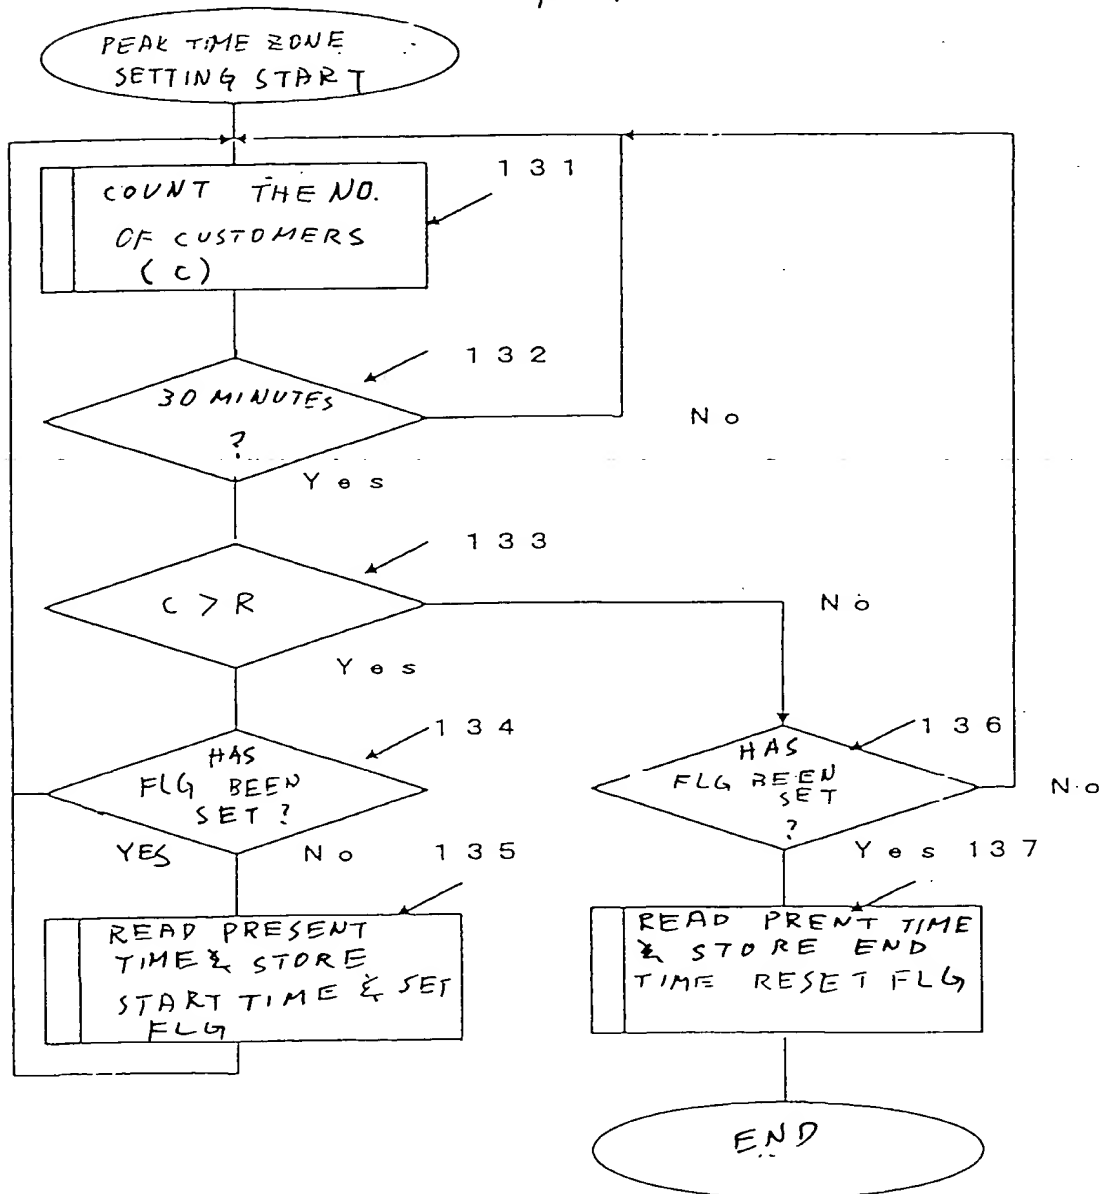 PEAK TIME ZONE
SETTING START
131
COUNT THE NO.
OF CUSTOMERS
(C)
132
30 MINUTES
?
No
Yes
133
C > R
No
Yes
134
HAS
FLG BEEN
SET ?
YES
No
135
READ PRESENT
TIME & STORE
START TIME & SET
FLG
136
HAS
FLG BEEN
SET
?
No
Yes
137
READ PRENT TIME
& STORE END
TIME RESET FLG
END